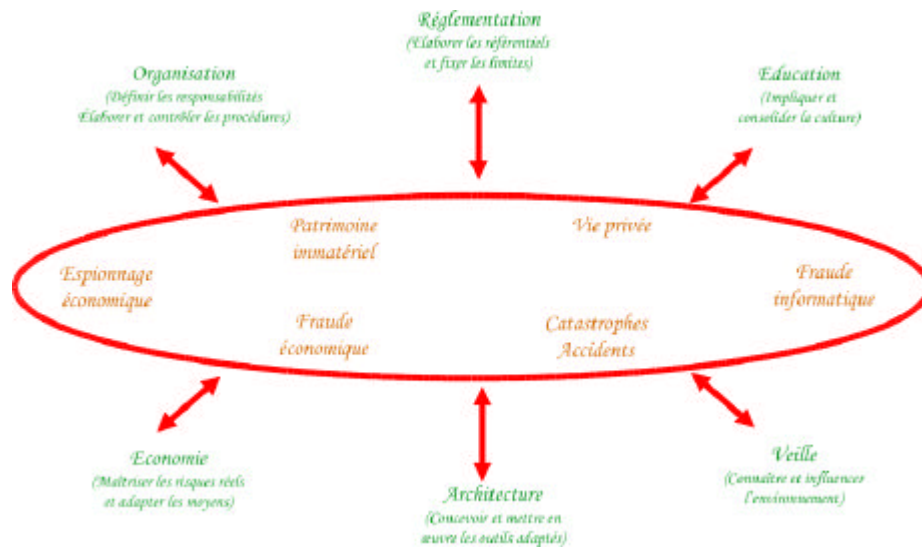 Réglementation
(Elaborer les référentiels
et fixer les limites)
Organisation
(Définir les responsabilités
Élaborer et contrôler les procédures)
Education
(Impliquer et
consolider la culture)
Patrimoine
immatériel
Vie privée
Espionnage
économique
Fraude
informatique
Fraude
économique
Catastrophes
Accidents
Economie
(Maîtriser les risques réels
et adapter les moyens)
Architecture
(Concevoir et mettre en
œuvre les outils adaptés)
Veille
(Connaître et influencer
l'environnement)